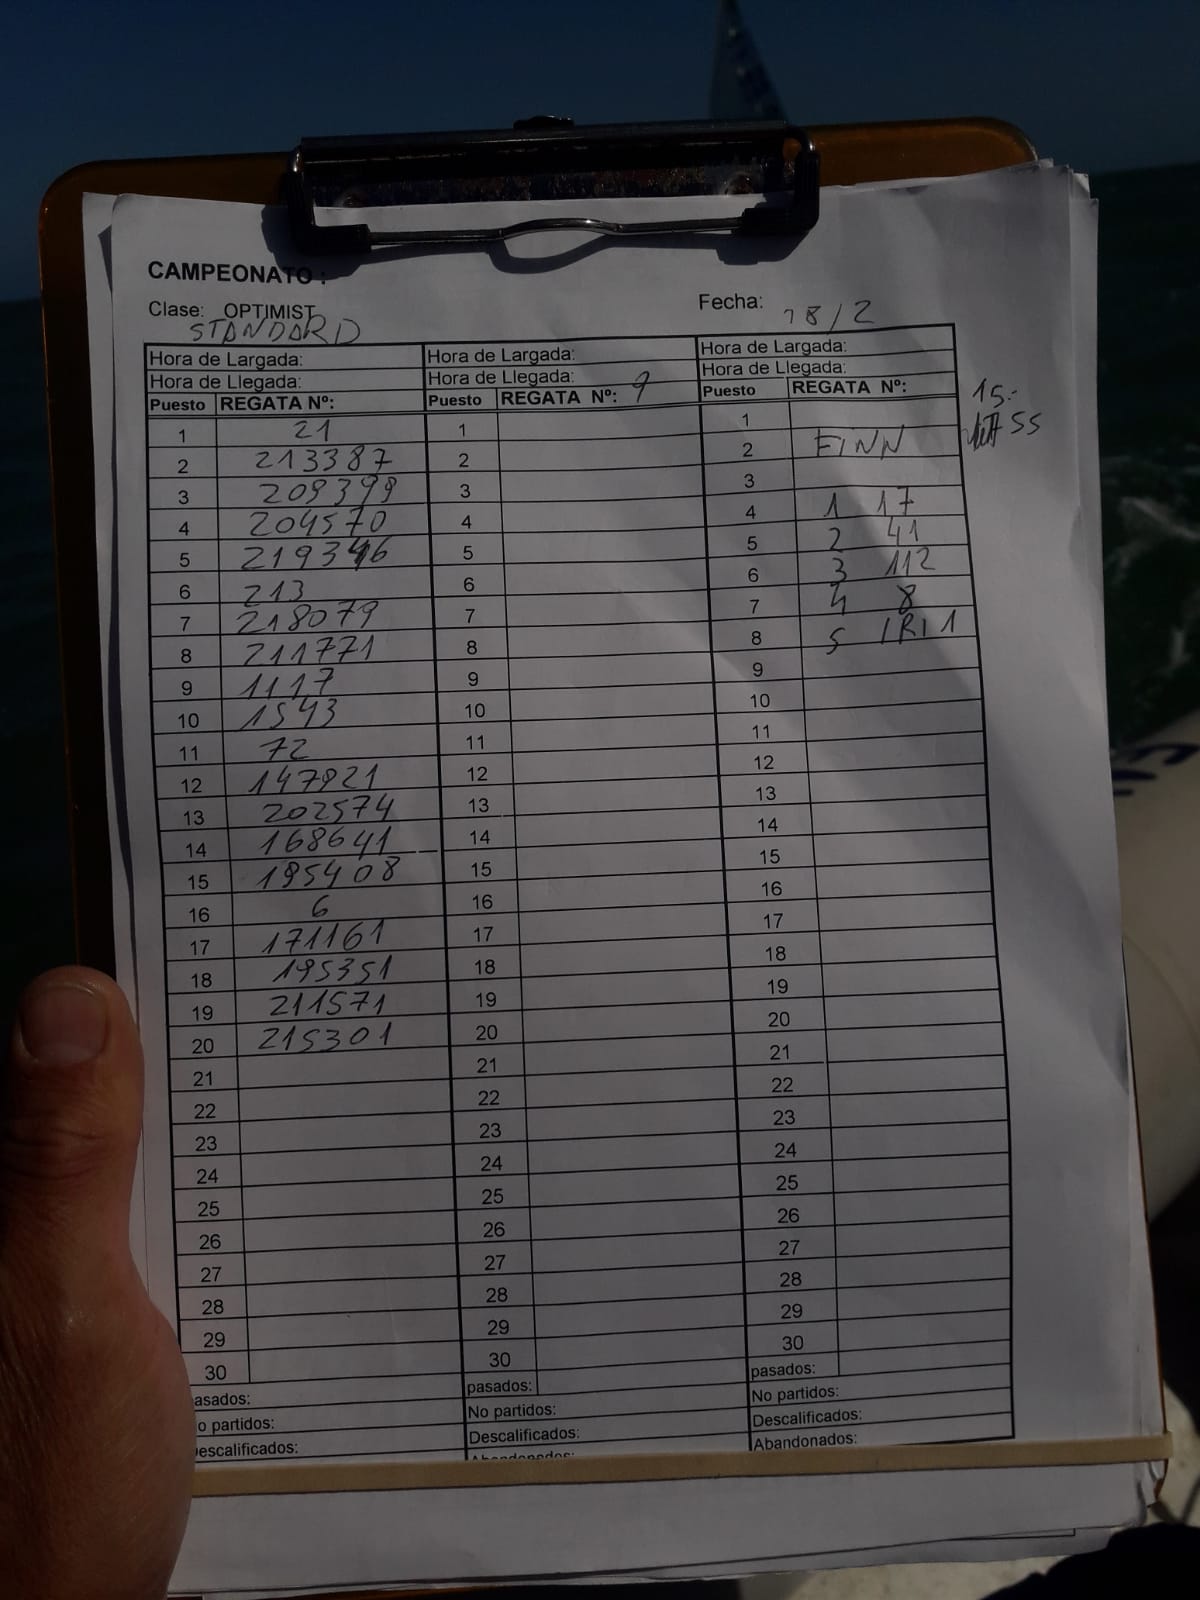 CAMPEONATO :
Clase: OPTIMIST
STANDARD
Fecha: 18/2
Hora de Largada: Hora de Largada: Hora de Largada:
Hora de Llegada: Hora de Llegada: Hora de Llegada:
Puesto REGATA Nº: Puesto REGATA Nº: 9 Puesto REGATA Nº: 15:
1 21 1 1
55
2 213387 2 2 FINN
3 209399 3 3
4 204570 4 4 1 17
5 219346 5 5 2 41
6 213 6 6 3 112
7 218079 7 7 4 8
8 211771 8 8 5 IRI 1
9 1117 9 9
10 1543 10 10
11 72 11 11
12 147821 12 12
13 202574 13 13
14 168641 14 14
15 195408 15 15
16 6 16 16
17 171161 17 17
18 195351 18 18
19 211571 19 19
20 215301 20 20
21 21 21
22 22 22
23 23 23
24 24 24
25 25 25
26 26 26
27 27 27
28 28 28
29 29 29
30 30 30
asados: pasados: pasados:
o partidos: No partidos: No partidos:
escalificados: Descalificados: Descalificados:
Abandonados: Abandonados: